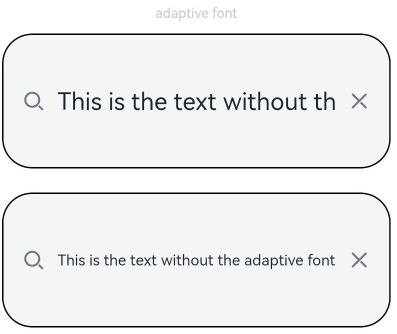 adaptive font
This is the text without th
This is the text without the adaptive font